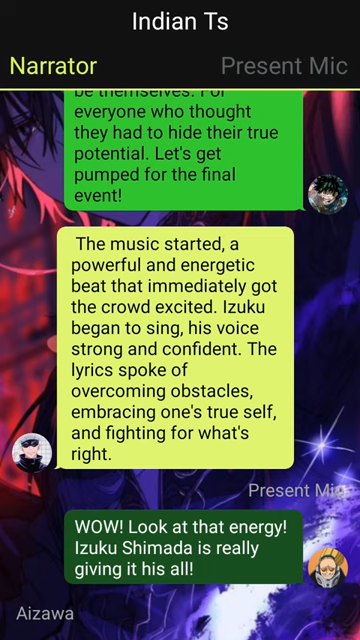 Indian Ts
Narrator
Present Mic
be themselves. For
everyone who thought
they had to hide their true
potential. Let's get
pumped for the final
event!
The music started, a
powerful and energetic
beat that immediately got
the crowd excited. Izuku
began to sing, his voice
strong and confident. The
lyrics spoke of
overcoming obstacles,
embracing one's true self,
and fighting for what's
right.
Present Mic
WOW! Look at that energy!
Izuku Shimada is really
giving it his all!
Aizawa